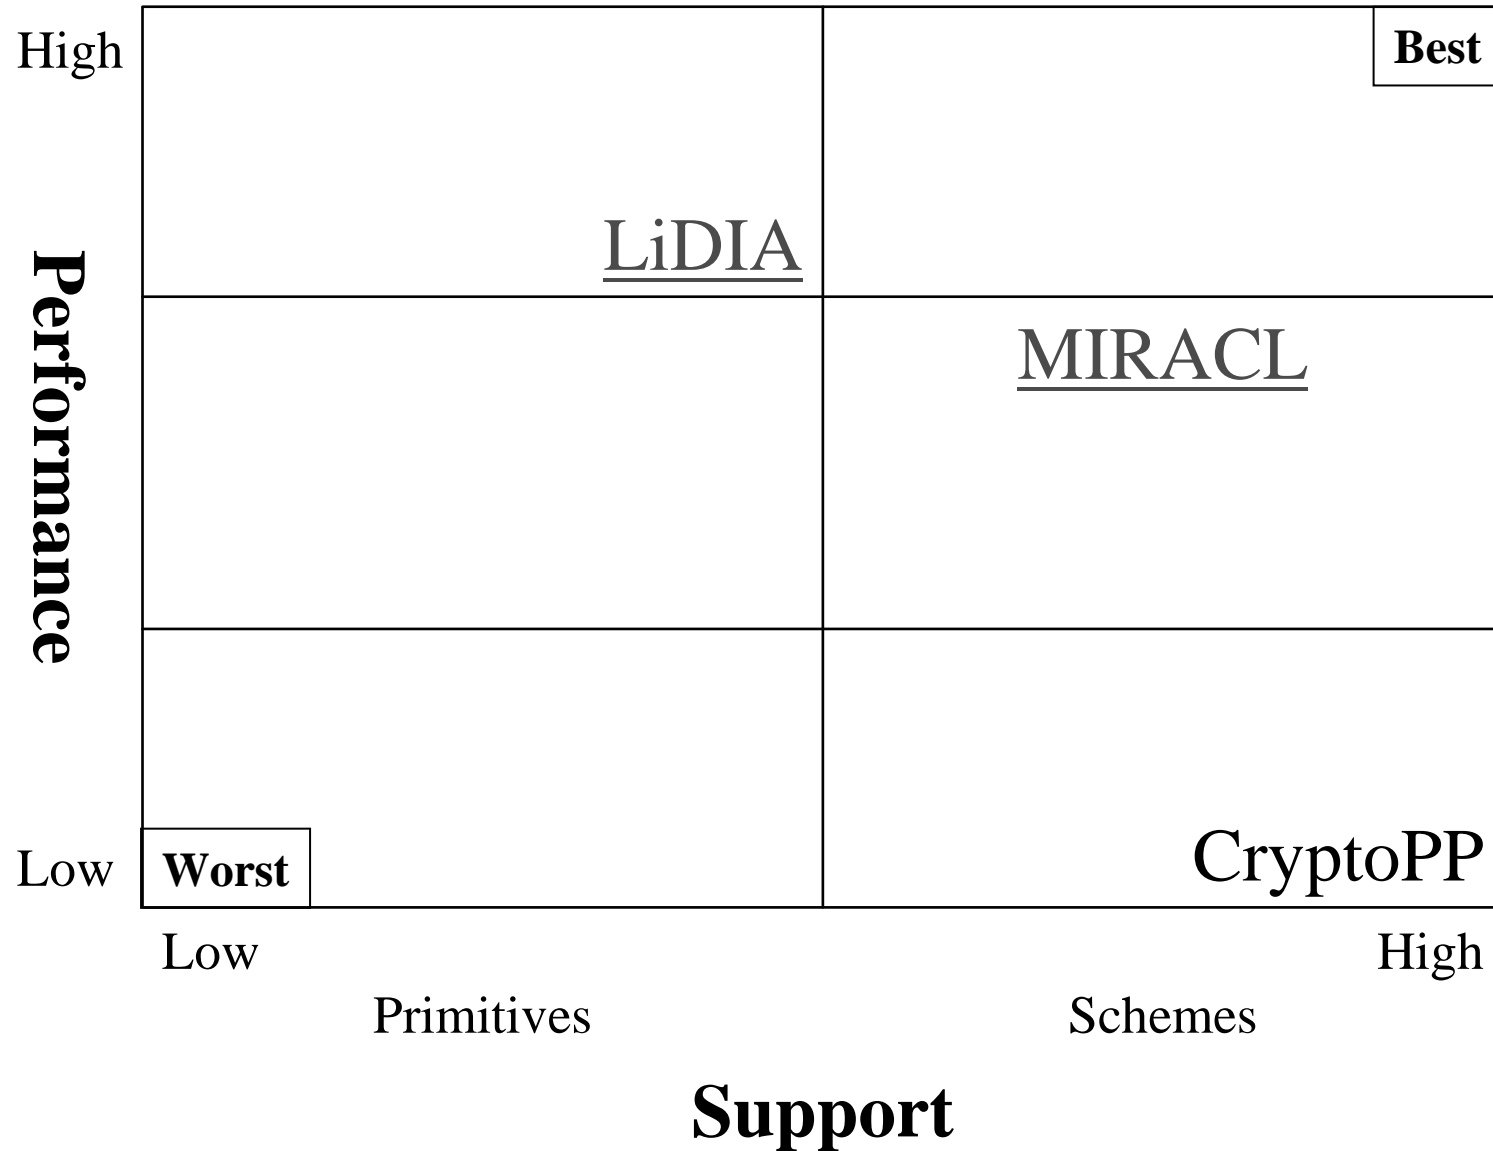 High
Best
LiDIA
Performance
MIRACL
CryptoPP
Low
Worst
Low
High
Primitives
Schemes
Support